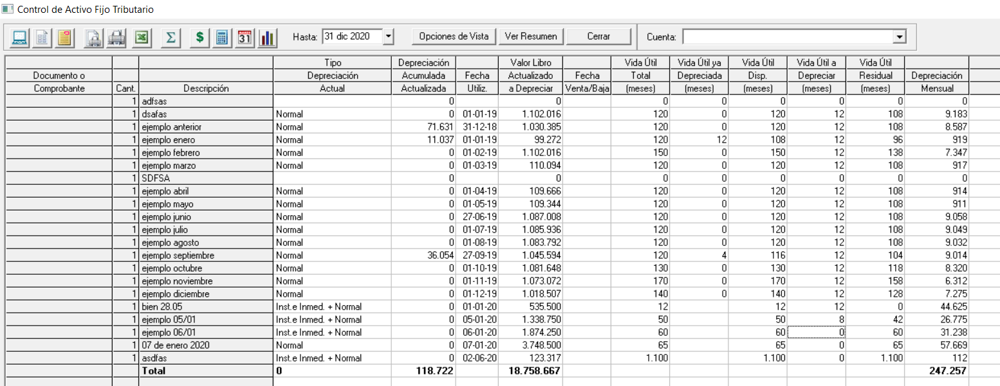 Control de Activo Fijo Tributario
Hasta: 31 dic 2020 Opciones de Vista Ver Resumen Cerrar Cuenta:
Tipo Depreciación Valor Libro Vida Útil Vida Útil ya Vida Útil Vida Útil a Vida Útil
Documento o Depreciación Acumulada Fecha Actualizado Fecha Total Depreciada Disp. Depreciar Residual Depreciación
Comprobante Cant. Descripción Actual Actualizada Utiliz. a Depreciar Venta/Baja (meses) (meses) (meses) (meses) (meses) Mensual
1 adfsas 0 0 0 0 0 0 0 0
1 dsafas Normal 0 01-01-19 1.102.016 120 0 120 12 108 9.183
1 ejemplo anterior Normal 71.631 31-12-18 1.030.385 120 0 120 12 108 8.587
1 ejemplo enero Normal 11.037 01-01-19 99.272 120 12 108 12 96 919
1 ejemplo febrero Normal 0 01-02-19 1.102.016 150 0 150 12 138 7.347
1 ejemplo marzo Normal 0 01-03-19 110.094 120 0 120 12 108 917
1 SDFSA 0 0 0 0 0 0 0 0
1 ejemplo abril Normal 0 01-04-19 109.666 120 0 120 12 108 914
1 ejemplo mayo Normal 0 01-05-19 109.344 120 0 120 12 108 911
1 ejemplo junio Normal 0 27-06-19 1.087.008 120 0 120 12 108 9.058
1 ejemplo julio Normal 0 01-07-19 1.085.936 120 0 120 12 108 9.049
1 ejemplo agosto Normal 0 01-08-19 1.083.792 120 0 120 12 108 9.032
1 ejemplo septiembre Normal 36.054 27-09-19 1.045.594 120 4 116 12 104 9.014
1 ejemplo octubre Normal 0 01-10-19 1.081.648 130 0 130 12 118 8.320
1 ejemplo noviembre Normal 0 01-11-19 1.073.072 170 0 170 12 158 6.312
1 ejemplo diciembre Normal 0 01-12-19 1.018.507 140 0 140 12 128 7.275
1 bien 28.05 Inst.e Inmed. + Normal 0 01-01-20 535.500 12 12 12 0 44.625
1 ejemplo 05/01 Inst.e Inmed. + Normal 0 05-01-20 1.338.750 50 50 8 42 26.775
1 ejemplo 06/01 Inst.e Inmed. + Normal 0 06-01-20 1.874.250 60 60 0 60 31.238
1 07 de enero 2020 Normal 0 07-01-20 3.748.500 65 65 0 65 57.669
1 asdfas Inst.e Inmed. + Normal 0 02-06-20 123.317 1.100 1.100 0 1.100 112
Total 0 118.722 18.758.667 247.257